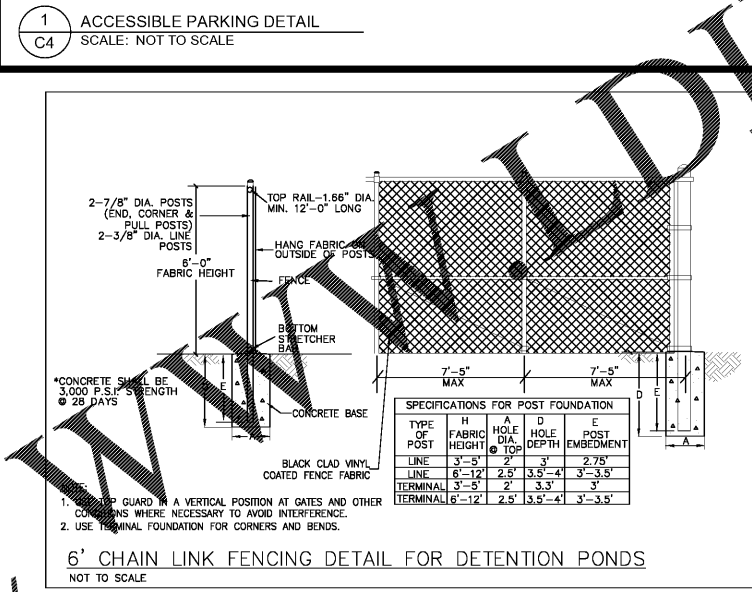 1
C4
ACCESSIBLE PARKING DETAIL
SCALE: NOT TO SCALE
2-7/8" DIA. POSTS
(END, CORNER &
PULL POSTS)
2-3/8" DIA. LINE
POSTS
6'-0"
FABRIC HEIGHT
TOP RAIL-1.66" DIA.
MIN. 12'-0" LONG
HANG FABRIC ON
OUTSIDE OF POSTS
FENCE
BOTTOM
STRETCHER
BAR
*CONCRETE SHALL BE
3,000 P.S.I. STRENGTH
@ 28 DAYS
E
CONCRETE BASE
BLACK CLAD VINYL
COATED FENCE FABRIC
7'-5"
MAX
7'-5"
MAX
D
E
A
SPECIFICATIONS FOR POST FOUNDATION
TYPE OF POST H FABRIC HEIGHT A HOLE DIA. @ TOP D HOLE DEPTH E POST EMBEDMENT
LINE 3'-5' 2' 3' 2.75'
LINE 6'-12' 2.5' 3.5'-4' 3'-3.5'
TERMINAL 3'-5' 2' 3.3' 3'
TERMINAL 6'-12' 2.5' 3.5'-4' 3'-3.5'
NOTE:
1. TOP GUARD IN A VERTICAL POSITION AT GATES AND OTHER
WHERE NECESSARY TO AVOID INTERFERENCE.
2. USE TERMINAL FOUNDATION FOR CORNERS AND BENDS.
6' CHAIN LINK FENCING DETAIL FOR DETENTION PONDS
NOT TO SCALE
WWW.LD